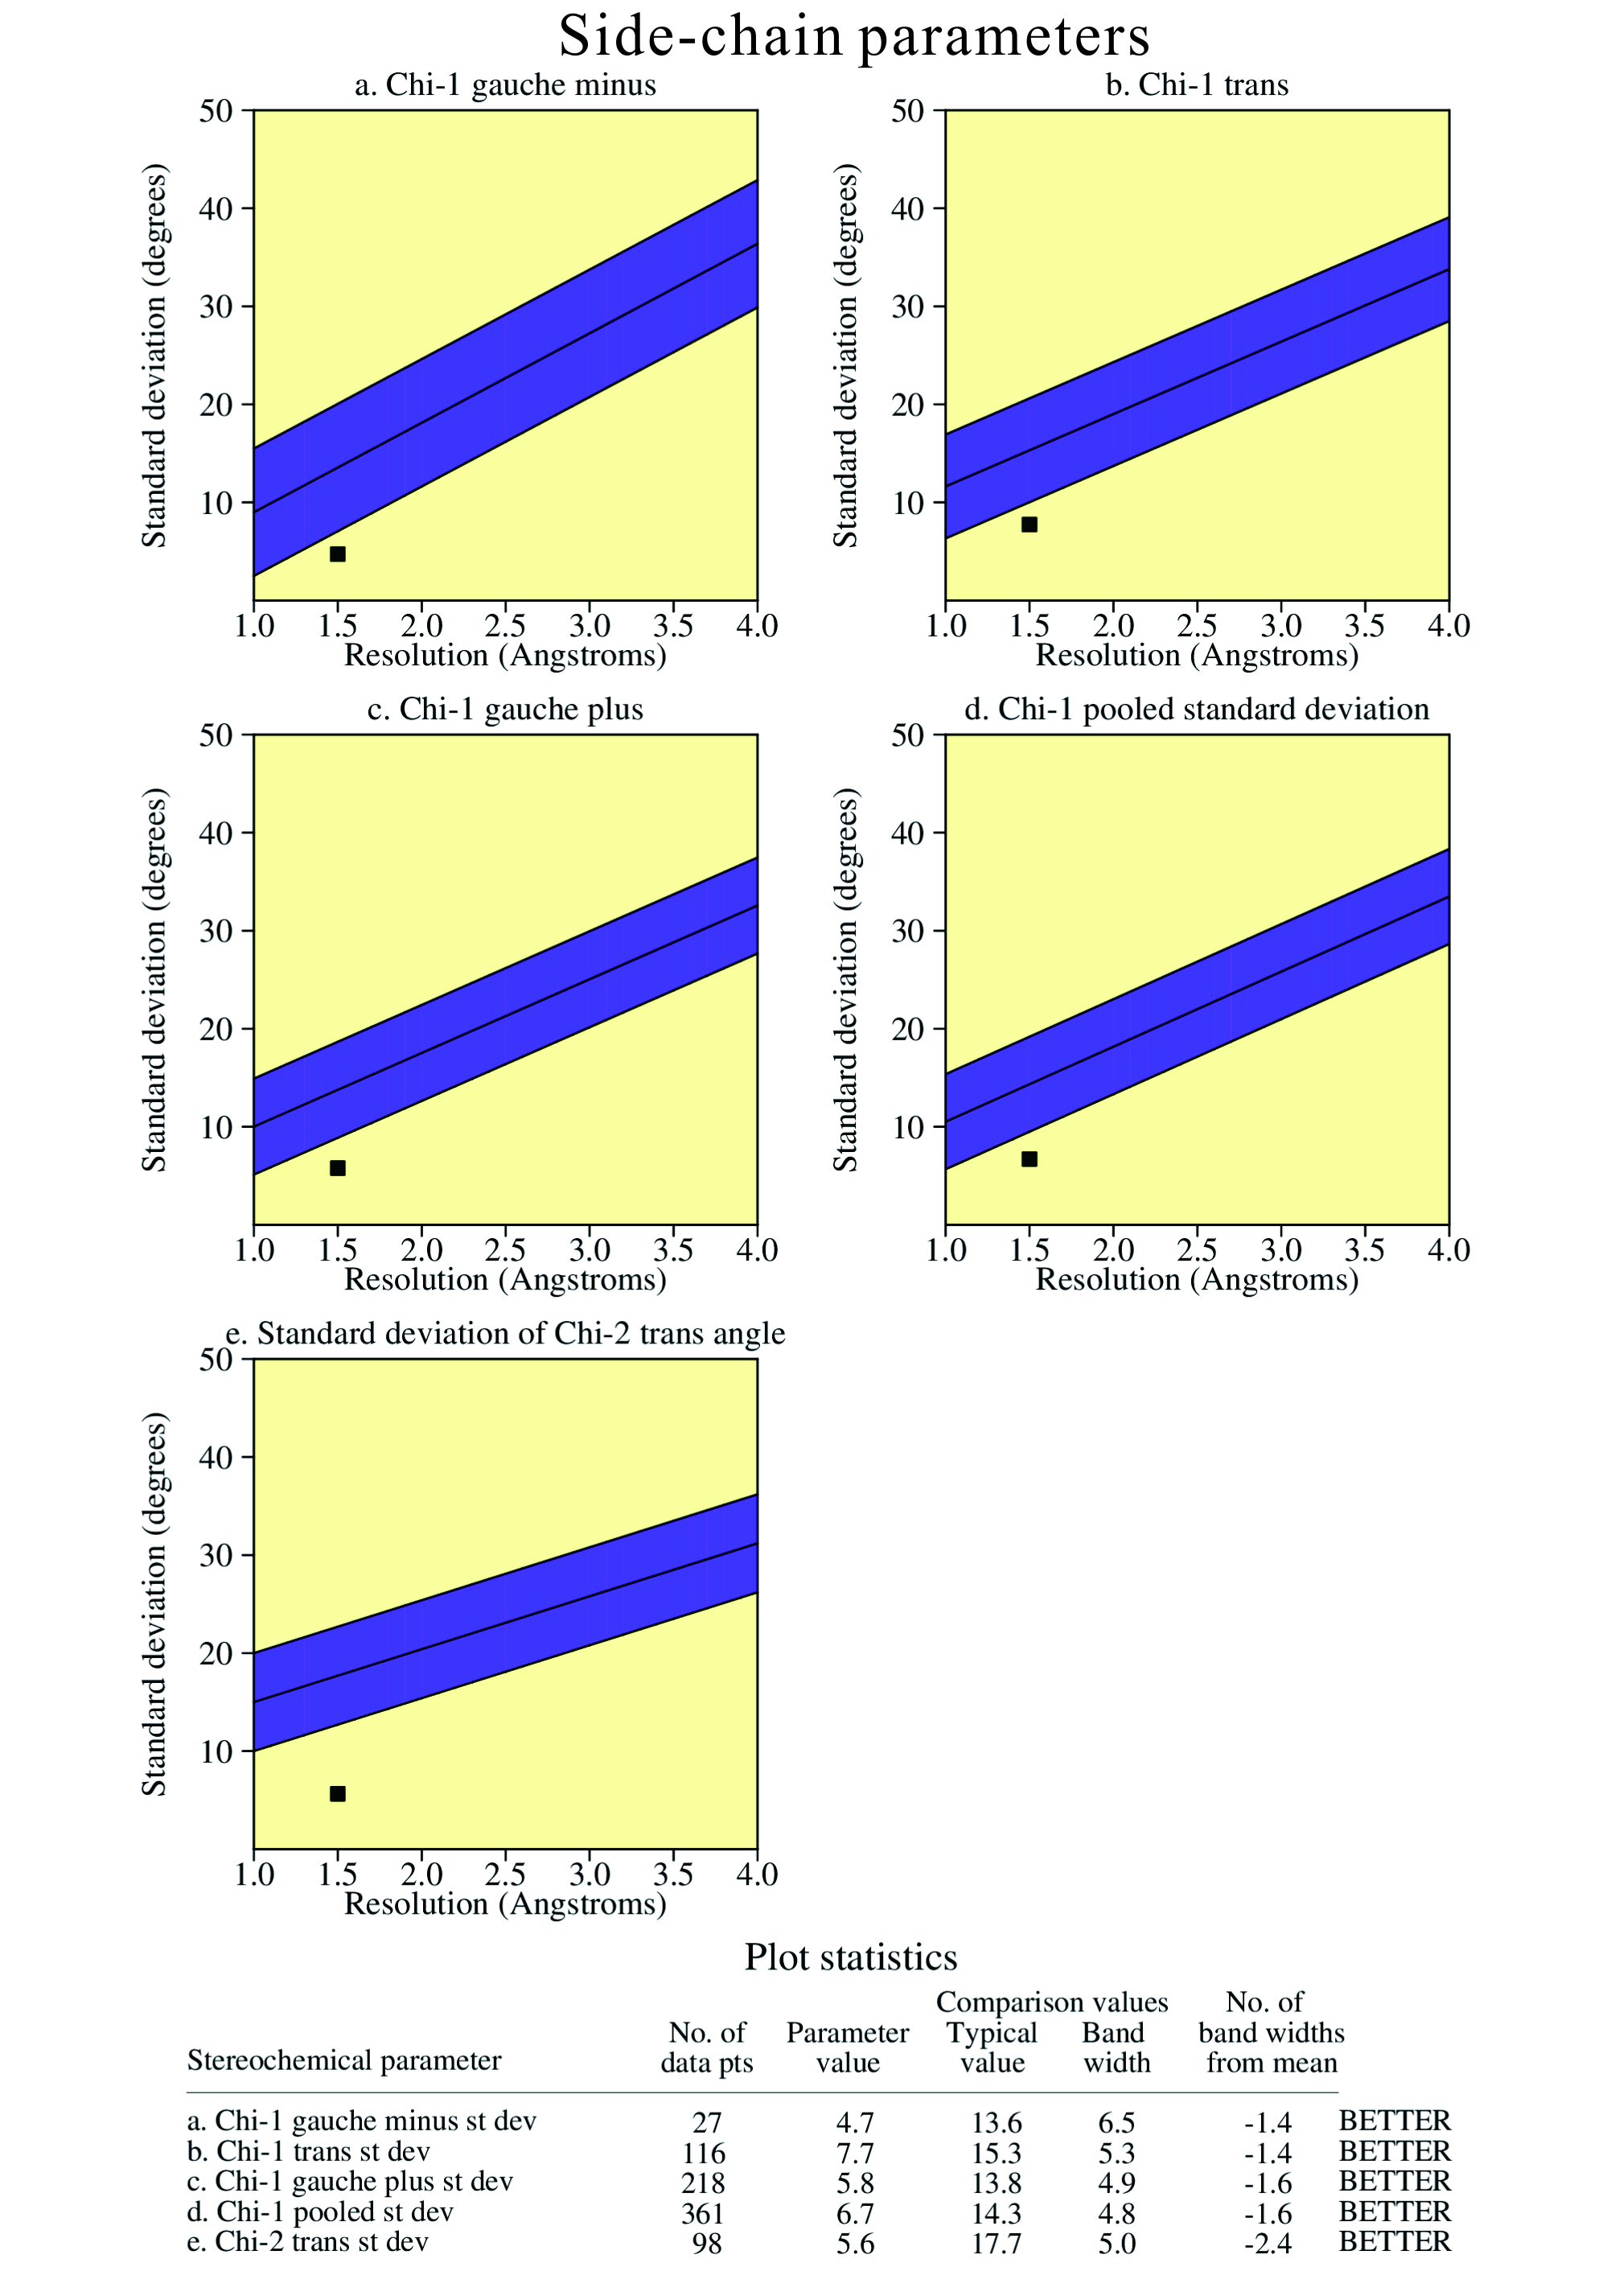 Side-chain parameters
a. Chi-1 gauche minus
50
40
30
20
10
Standard deviation (degrees)
1.0 1.5 2.0 2.5 3.0 3.5 4.0
Resolution (Angstroms)
b. Chi-1 trans
50
40
30
20
10
Standard deviation (degrees)
1.0 1.5 2.0 2.5 3.0 3.5 4.0
Resolution (Angstroms)
c. Chi-1 gauche plus
50
40
30
20
10
Standard deviation (degrees)
1.0 1.5 2.0 2.5 3.0 3.5 4.0
Resolution (Angstroms)
d. Chi-1 pooled standard deviation
50
40
30
20
10
Standard deviation (degrees)
1.0 1.5 2.0 2.5 3.0 3.5 4.0
Resolution (Angstroms)
e. Standard deviation of Chi-2 trans angle
50
40
30
20
10
Standard deviation (degrees)
1.0 1.5 2.0 2.5 3.0 3.5 4.0
Resolution (Angstroms)
Plot statistics
Comparison values No. of
No. of Parameter Typical Band band widths
Stereochemical parameter data pts value value width from mean
a. Chi-1 gauche minus st dev 27 4.7 13.6 6.5 -1.4 BETTER
b. Chi-1 trans st dev 116 7.7 15.3 5.3 -1.4 BETTER
c. Chi-1 gauche plus st dev 218 5.8 13.8 4.9 -1.6 BETTER
d. Chi-1 pooled st dev 361 6.7 14.3 4.8 -1.6 BETTER
e. Chi-2 trans st dev 98 5.6 17.7 5.0 -2.4 BETTER